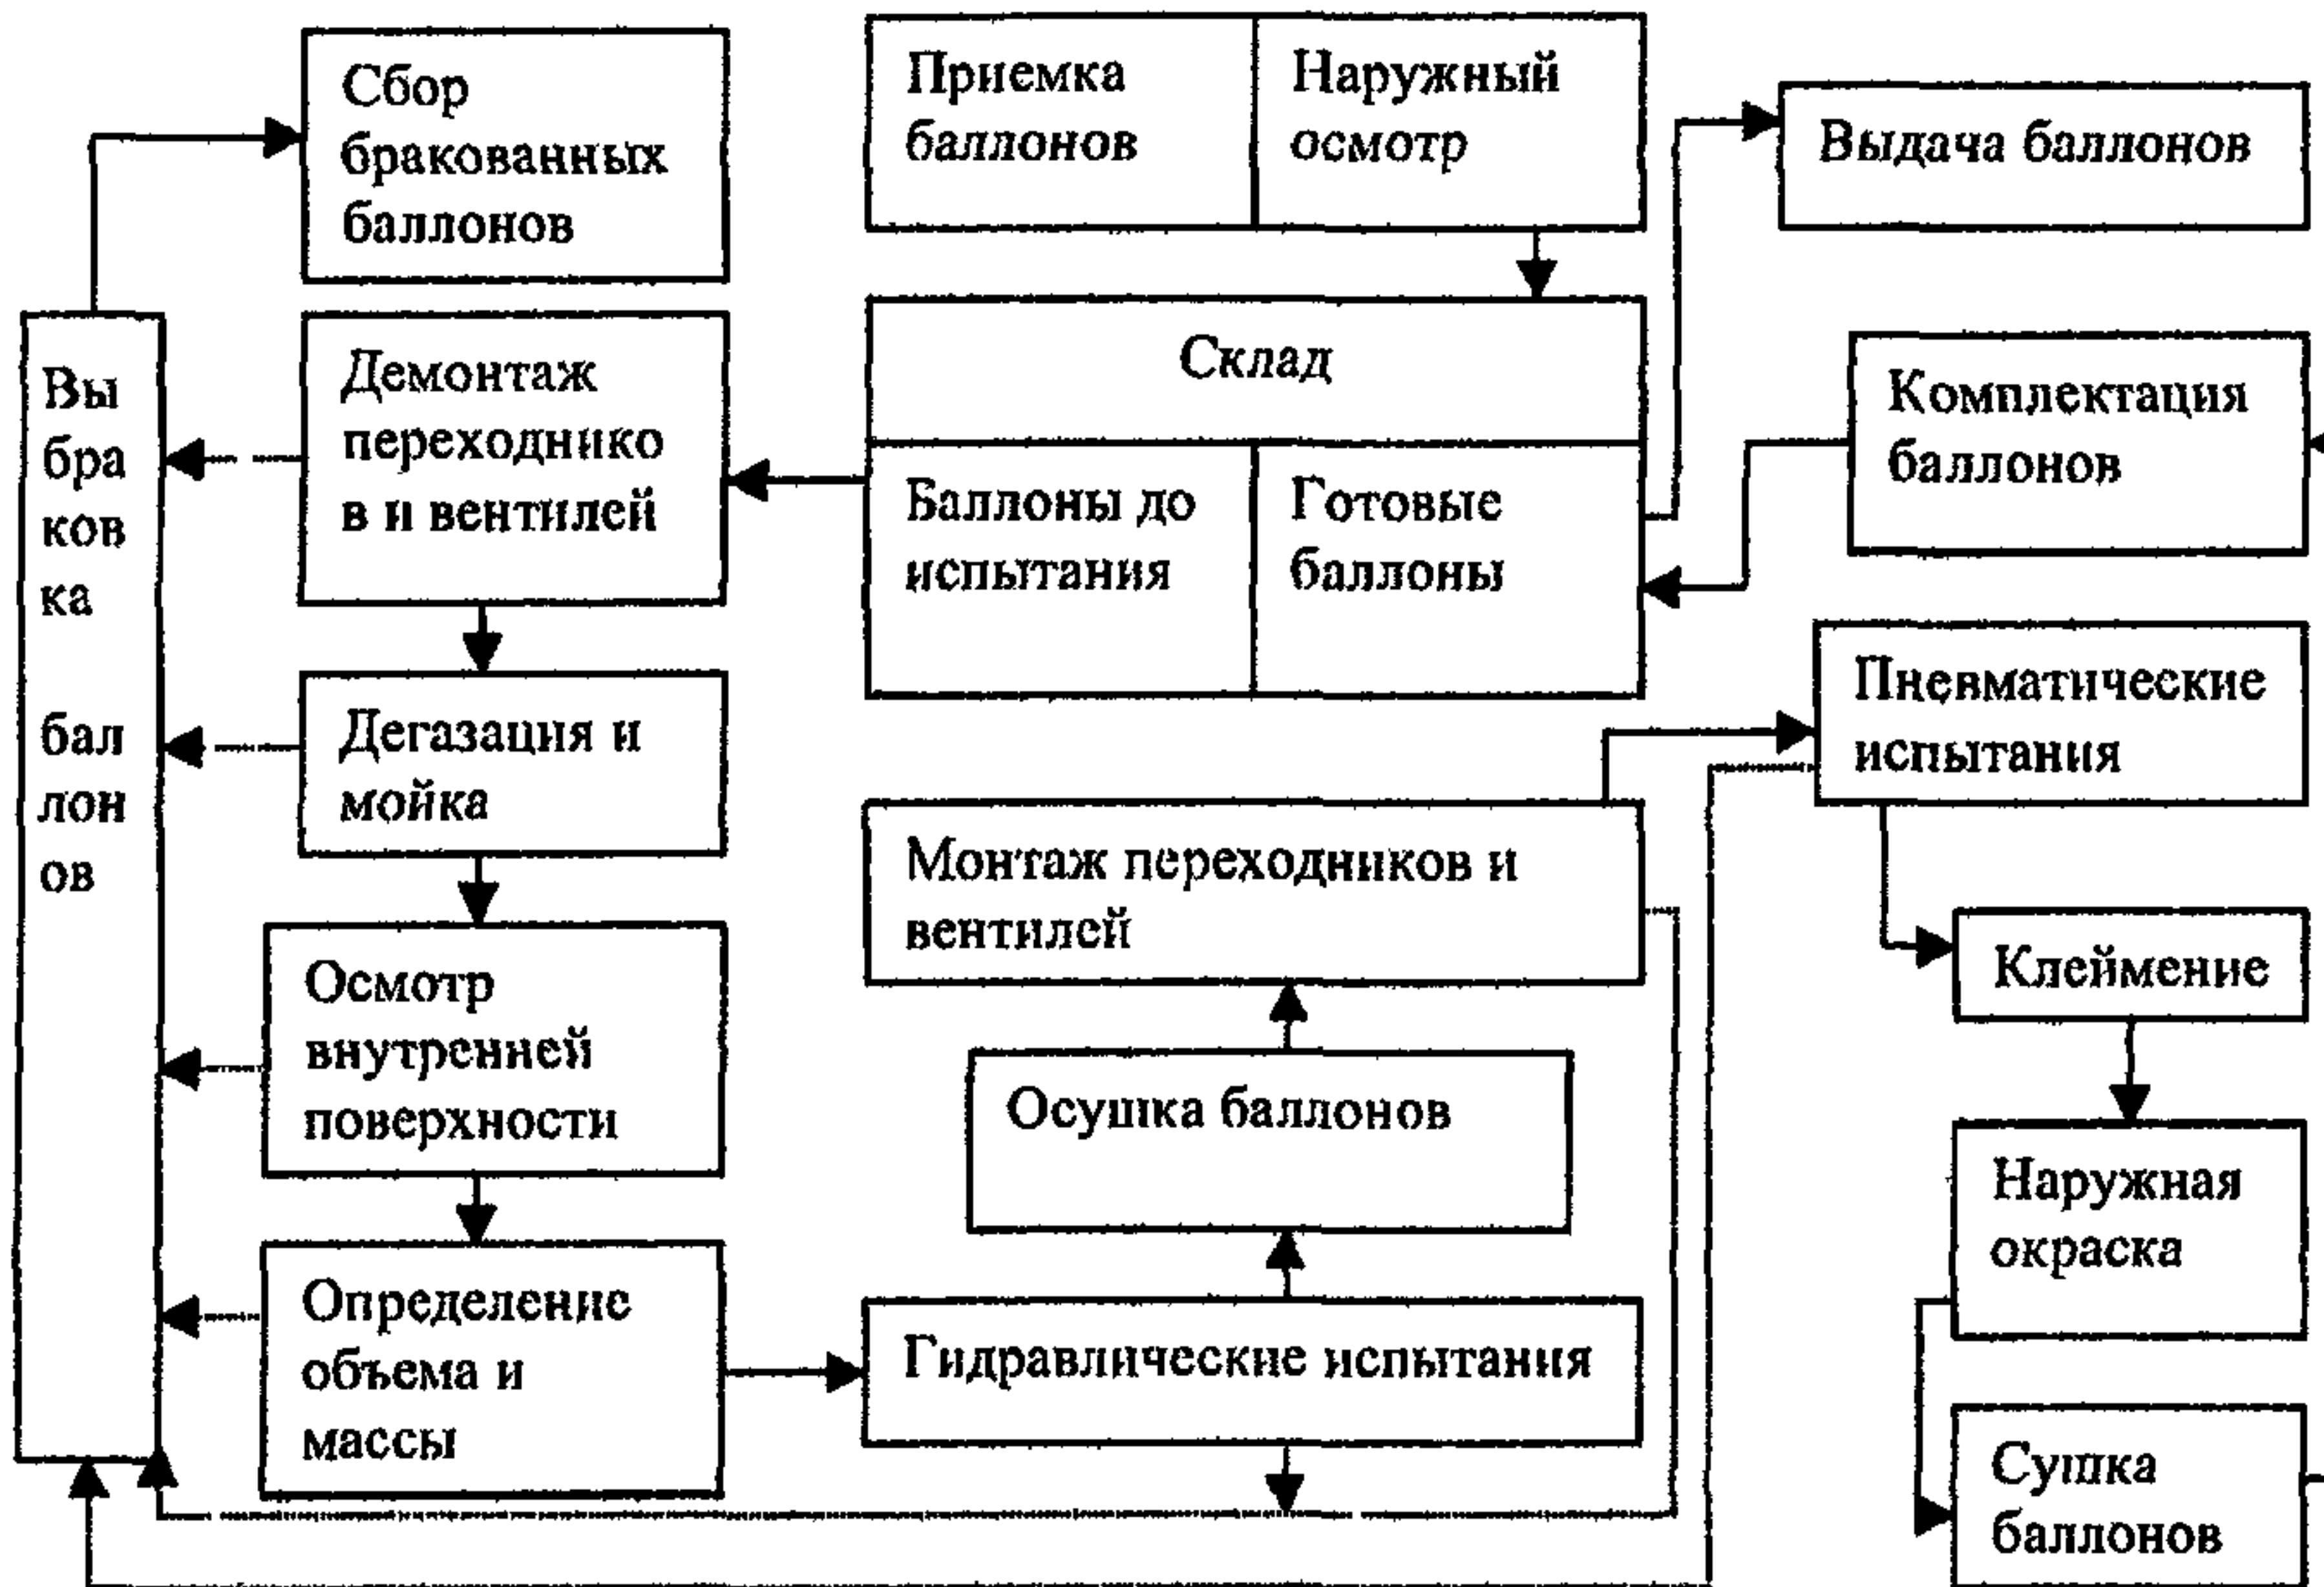 Сбор
бракованных
баллонов
Приемка
баллонов
Наружный
осмотр
Выдача баллонов
Вы
бра
ков
ка
бал
лон
ов
Демонтаж
переходнико
в и вентилей
Склад
Баллоны до
испытания
Готовые
баллоны
Комплектация
баллонов
Дегазация и
мойка
Пневматические
испытания
Монтаж переходников и
вентилей
Клеймение
Осмотр
внутренней
поверхности
Осушка баллонов
Наружная
окраска
Определение
объема и
массы
Гидравлические испытания
Сушка
баллонов